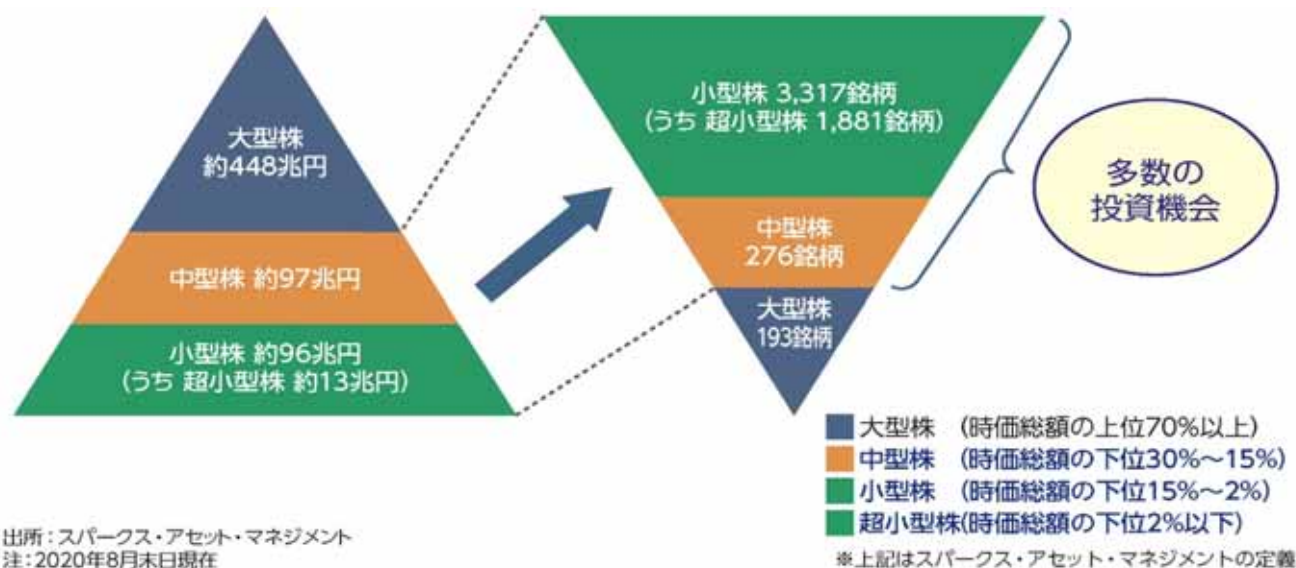 大型株
約448兆円
中型株 約97兆円
小型株 約96兆円
(うち 超小型株 約13兆円)
小型株 3,317銘柄
(うち 超小型株 1,881銘柄)
中型株
276銘柄
大型株
193銘柄
多数の
投資機会
大型株 (時価総額の上位70%以上)
中型株 (時価総額の下位30%～15%)
小型株 (時価総額の下位15%～2%)
超小型株(時価総額の下位2%以下)
出所:スパークス・アセット・マネジメント
注:2020年8月末日現在
※上記はスパークス・アセット・マネジメントの定義